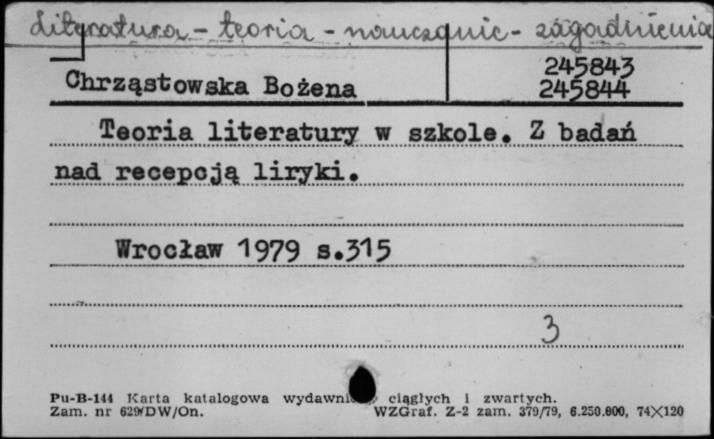 Literatura - teoria - nauczanie - zagadnienia
245843
Chrząstowska Bożena 245844
Teoria literatury w szkole. Z badań
nad recepcją liryki.
Wrocław 1979 s.315
3
Pu-B-144 Karta katalogowa ciągłych i zwartych.
Zam. nr 629/DW/On. WZGraf. Z-2 zam. 379/79, 6.250.000, 74×120